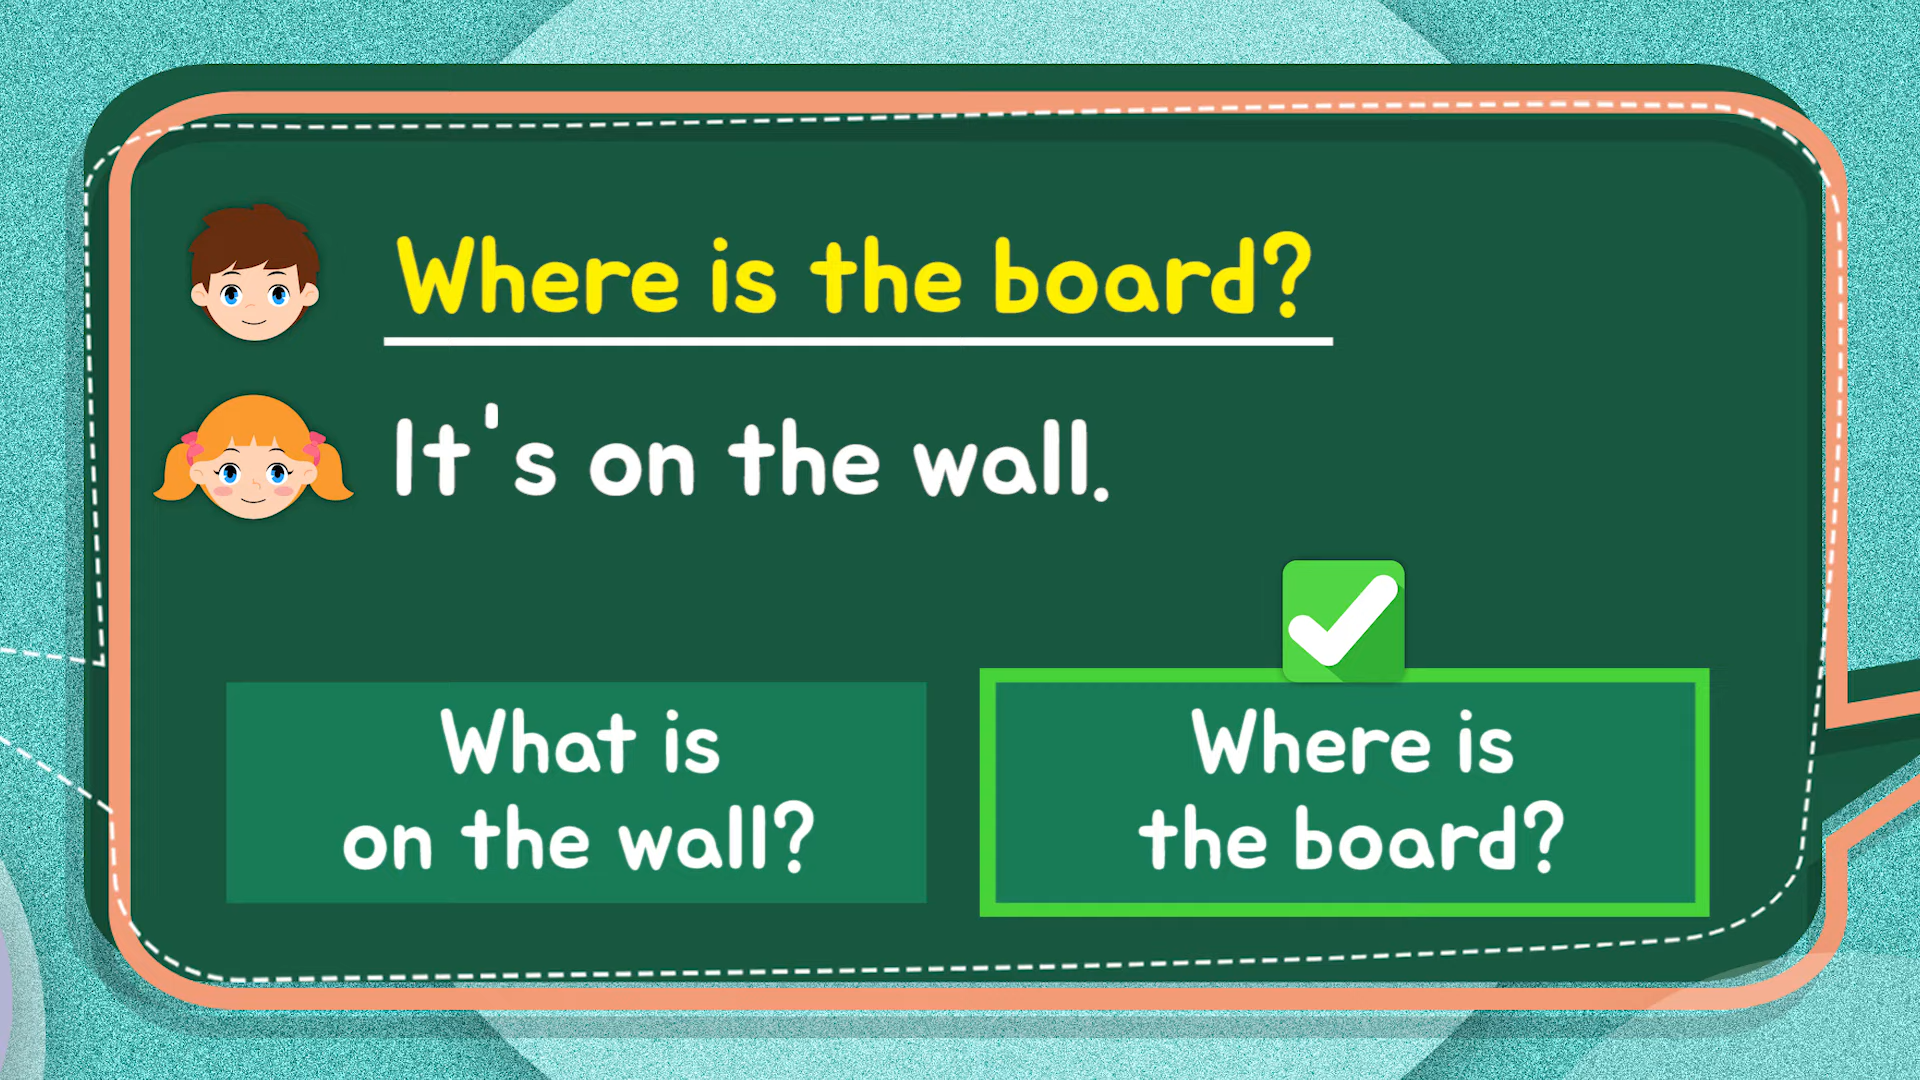 Where is the board?
It's on the wall.
What is
on the wall?
Where is
the board?